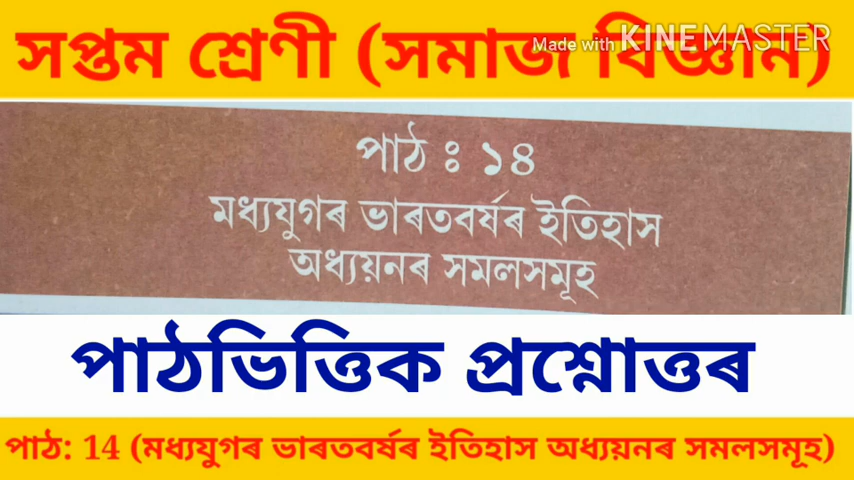 সপ্তম শ্ৰেণী (সমাজ বিজ্ঞান)
Made with KINEMASTER
পাঠ ঃ ১৪
মধ্যযুগৰ ভাৰতবৰ্ষৰ ইতিহাস
অধ্যয়নৰ সমলসমূহ
পাঠভিত্তিক প্ৰশ্নোত্তৰ
পাঠ: 14 (মধ্যযুগৰ ভাৰতবৰ্ষৰ ইতিহাস অধ্যয়নৰ সমলসমূহ)